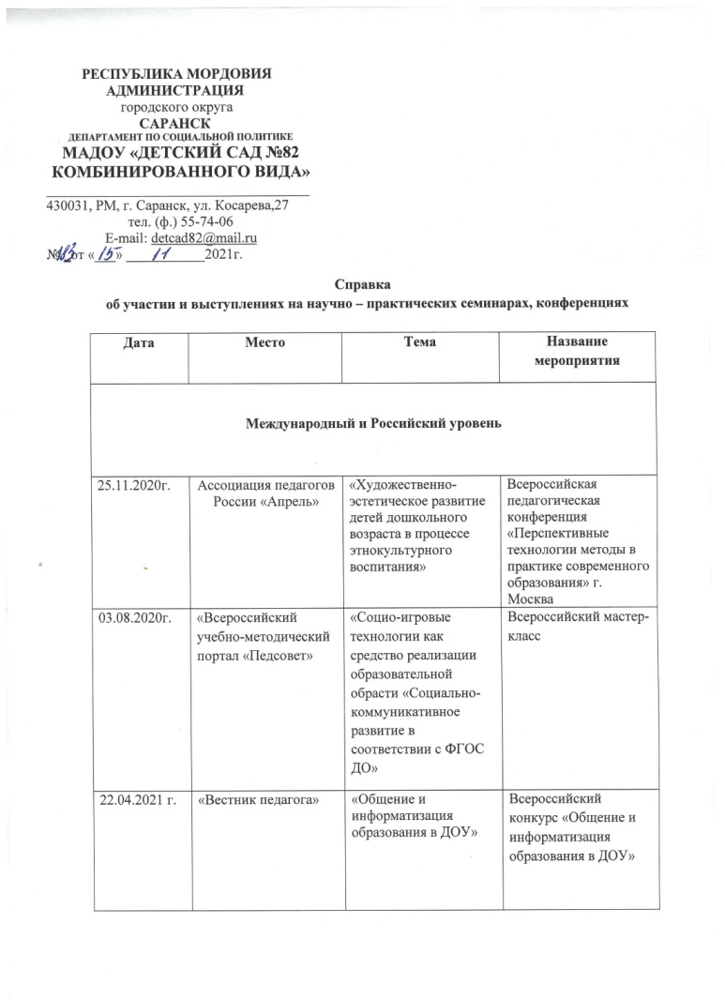 РЕСПУБЛИКА МОРДОВИЯ
АДМИНИСТРАЦИЯ
городского округа
САРАНСК
ДЕПАРТАМЕНТ ПО СОЦИАЛЬНОЙ ПОЛИТИКЕ
МАДОУ «ДЕТСКИЙ САД №82
КОМБИНИРОВАННОГО ВИДА»
430031, РМ, г. Саранск, ул. Косарева,27
тел. (ф.) 55-74-06
E-mail: detcad82@mail.ru
№183 от «15» 11 2021г.
Справка
об участии и выступлениях на научно – практических семинарах, конференциях
Дата
Место
Тема
Название
мероприятия
Международный и Российский уровень
25.11.2020г.
Ассоциация педагогов
России «Апрель»
«Художественно-
эстетическое развитие
детей дошкольного
возраста в процессе
этнокультурного
воспитания»
Всероссийская
педагогическая
конференция
«Перспективные
технологии методы в
практике современного
образования» г.
Москва
03.08.2020г.
«Всероссийский
учебно-методический
портал «Педсовет»
«Социо-игровые
технологии как
средство реализации
образовательной
обрасти «Социально-
коммуникативное
развитие в
соответствии с ФГОС
ДО»
Всероссийский мастер-
класс
22.04.2021 г.
«Вестник педагога»
«Общение и
информатизация
образования в ДОУ»
Всероссийский
конкурс «Общение и
информатизация
образования в ДОУ»